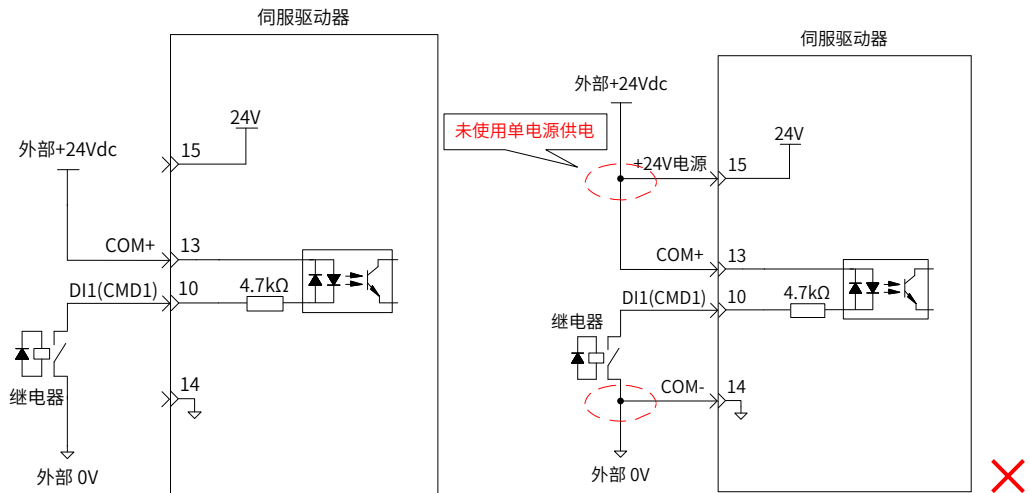 伺服驱动器
24V
外部+24Vdc
15
COM+
13
DI1(CMD1)
10
4.7kΩ
继电器
14
外部 0V
伺服驱动器
外部+24Vdc
未使用单电源供电
24V
+24V电源
15
COM+
13
DI1(CMD1)
10
4.7kΩ
继电器
COM-
14
外部 0V